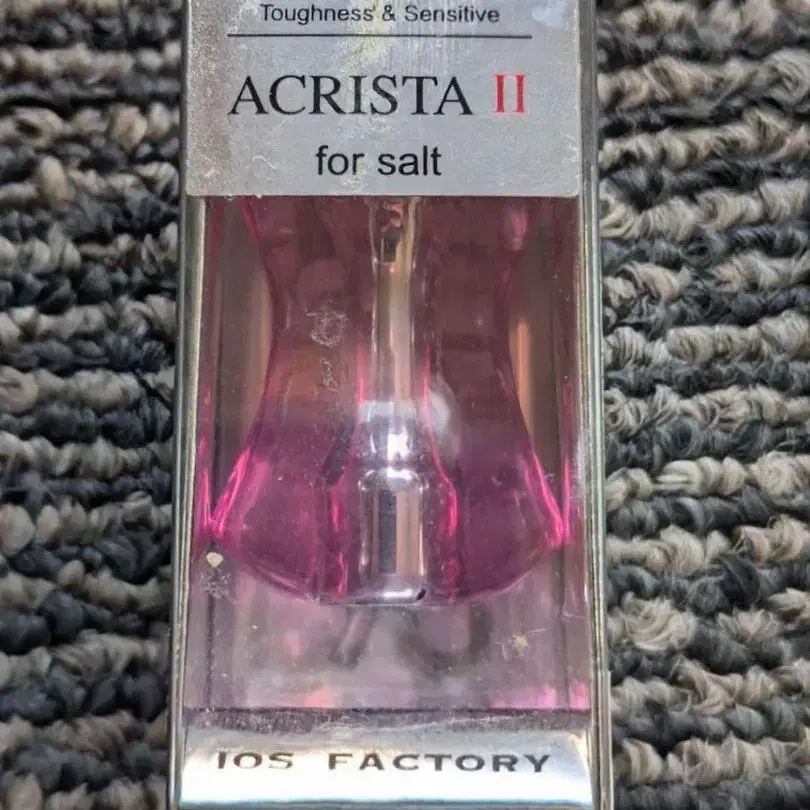 Toughness & Sensitive
ACRISTA II
for salt
IOS FACTORY